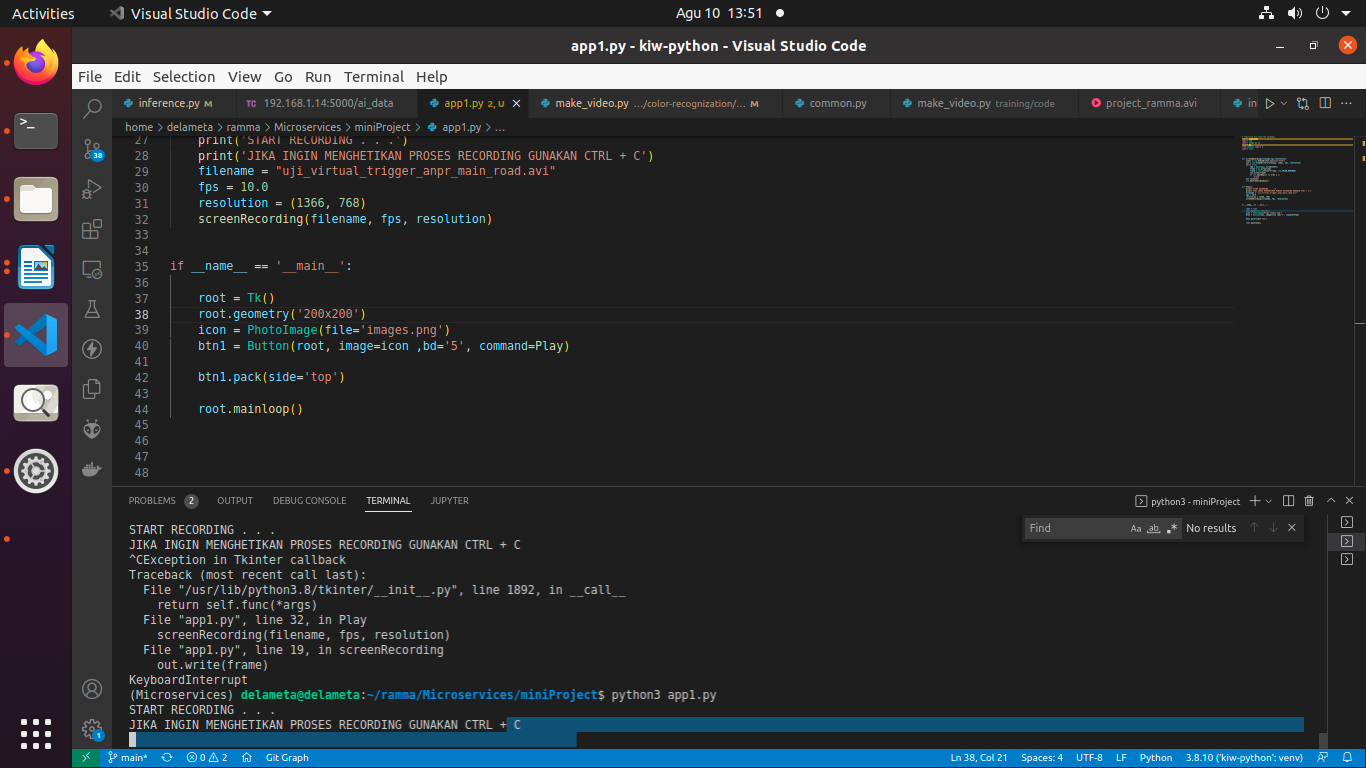 Activities
Visual Studio Code
Agu 10 13:51
app1.py - kiw-python - Visual Studio Code
File Edit Selection View Go Run Terminal Help
inference.py M
TC 192.168.1.14:5000/ai_data
app1.py 2, U
make_video.py .../color-recognization/... M
common.py
make_video.py training/code
project_ramma.avi
home > delameta > ramma > Microservices > miniProject > app1.py > ...
27 print('START RECORDING . . .')
28 print('JIKA INGIN MENGHETIKAN PROSES RECORDING GUNAKAN CTRL + C')
29 filename = "uji_virtual_trigger_anpr_main_road.avi"
30 fps = 10.0
31 resolution = (1366, 768)
32 screenRecording(filename, fps, resolution)
33
34
35 if __name__ == '__main__':
36
37 root = Tk()
38 root.geometry('200x200')
39 icon = PhotoImage(file='images.png')
40 btn1 = Button(root, image=icon ,bd='5', command=Play)
41
42 btn1.pack(side='top')
43
44 root.mainloop()
45
46
47
48
38
PROBLEMS 2 OUTPUT DEBUG CONSOLE TERMINAL JUPYTER
python3 - miniProject
Find Aa ab .* No results
START RECORDING . . .
JIKA INGIN MENGHETIKAN PROSES RECORDING GUNAKAN CTRL + C
^CException in Tkinter callback
Traceback (most recent call last):
File "/usr/lib/python3.8/tkinter/__init__.py", line 1892, in __call__
return self.func(*args)
File "app1.py", line 32, in Play
screenRecording(filename, fps, resolution)
File "app1.py", line 19, in screenRecording
out.write(frame)
KeyboardInterrupt
(Microservices) delameta@delameta:~/ramma/Microservices/miniProject$ python3 app1.py
START RECORDING . . .
JIKA INGIN MENGHETIKAN PROSES RECORDING GUNAKAN CTRL + C
1
main* 0 2 Git Graph
Ln 38, Col 21 Spaces: 4 UTF-8 LF Python 3.8.10 ('kiw-python': venv)